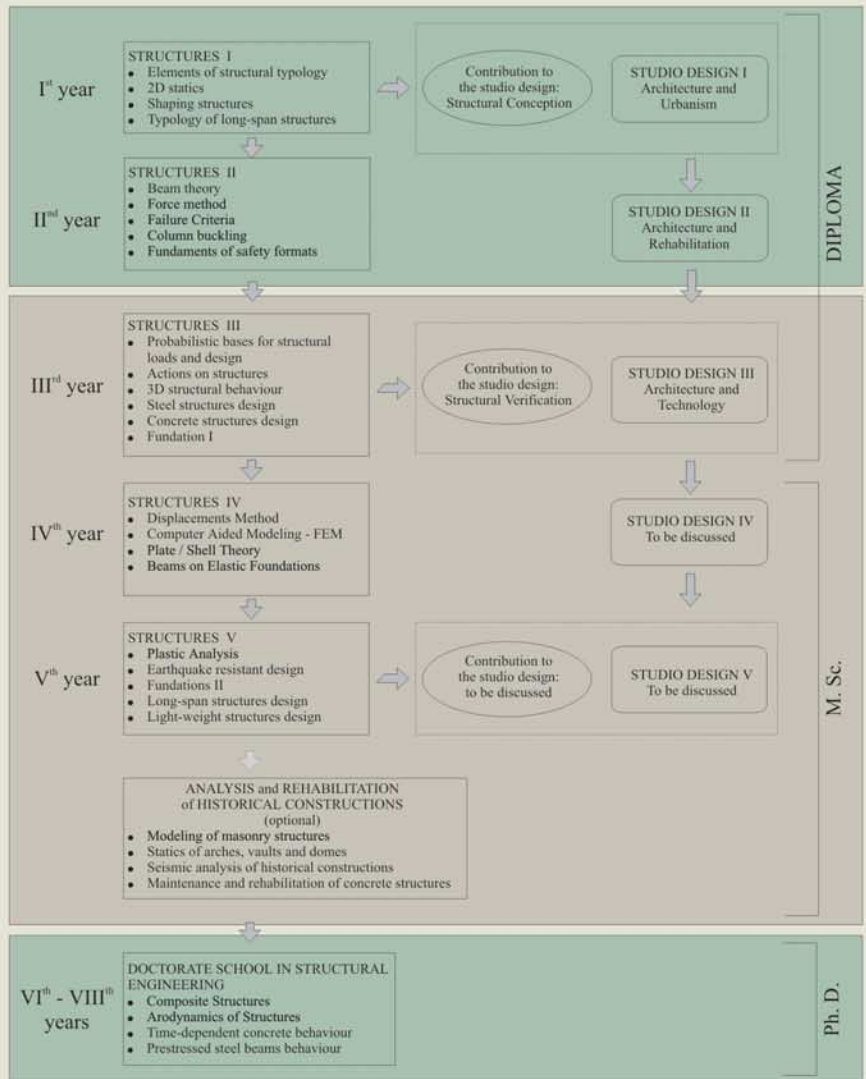 Iˢᵗ year
STRUCTURES I
• Elements of structural typology
• 2D statics
• Shaping structures
• Typology of long-span structures
Contribution to
the studio design:
Structural Conception
STUDIO DESIGN I
Architecture and
Urbanism
IIⁿᵈ year
STRUCTURES II
• Beam theory
• Force method
• Failure Criteria
• Column buckling
• Fundaments of safety formats
STUDIO DESIGN II
Architecture and
Rehabilitation
DIPLOMA
IIIʳᵈ year
STRUCTURES III
• Probabilistic bases for structural
loads and design
• Actions on structures
• 3D structural behaviour
• Steel structures design
• Concrete structures design
• Fundation I
Contribution to
the studio design:
Structural Verification
STUDIO DESIGN III
Architecture and
Technology
IVᵗʰ year
STRUCTURES IV
• Displacements Method
• Computer Aided Modeling - FEM
• Plate / Shell Theory
• Beams on Elastic Foundations
STUDIO DESIGN IV
To be discussed
Vᵗʰ year
STRUCTURES V
• Plastic Analysis
• Earthquake resistant design
• Fundations II
• Long-span structures design
• Light-weight structures design
Contribution to
the studio design:
to be discussed
STUDIO DESIGN V
To be discussed
M. Sc.
ANALYSIS and REHABILITATION
of HISTORICAL CONSTRUCTIONS
(optional)
• Modeling of masonry structures
• Statics of arches, vaults and domes
• Seismic analysis of historical constructions
• Maintenance and rehabilitation of concrete structures
VIᵗʰ - VIIIᵗʰ
years
DOCTORATE SCHOOL IN STRUCTURAL
ENGINEERING
• Composite Structures
• Arodynamics of Structures
• Time-dependent concrete behaviour
• Prestressed steel beams behaviour
Ph. D.